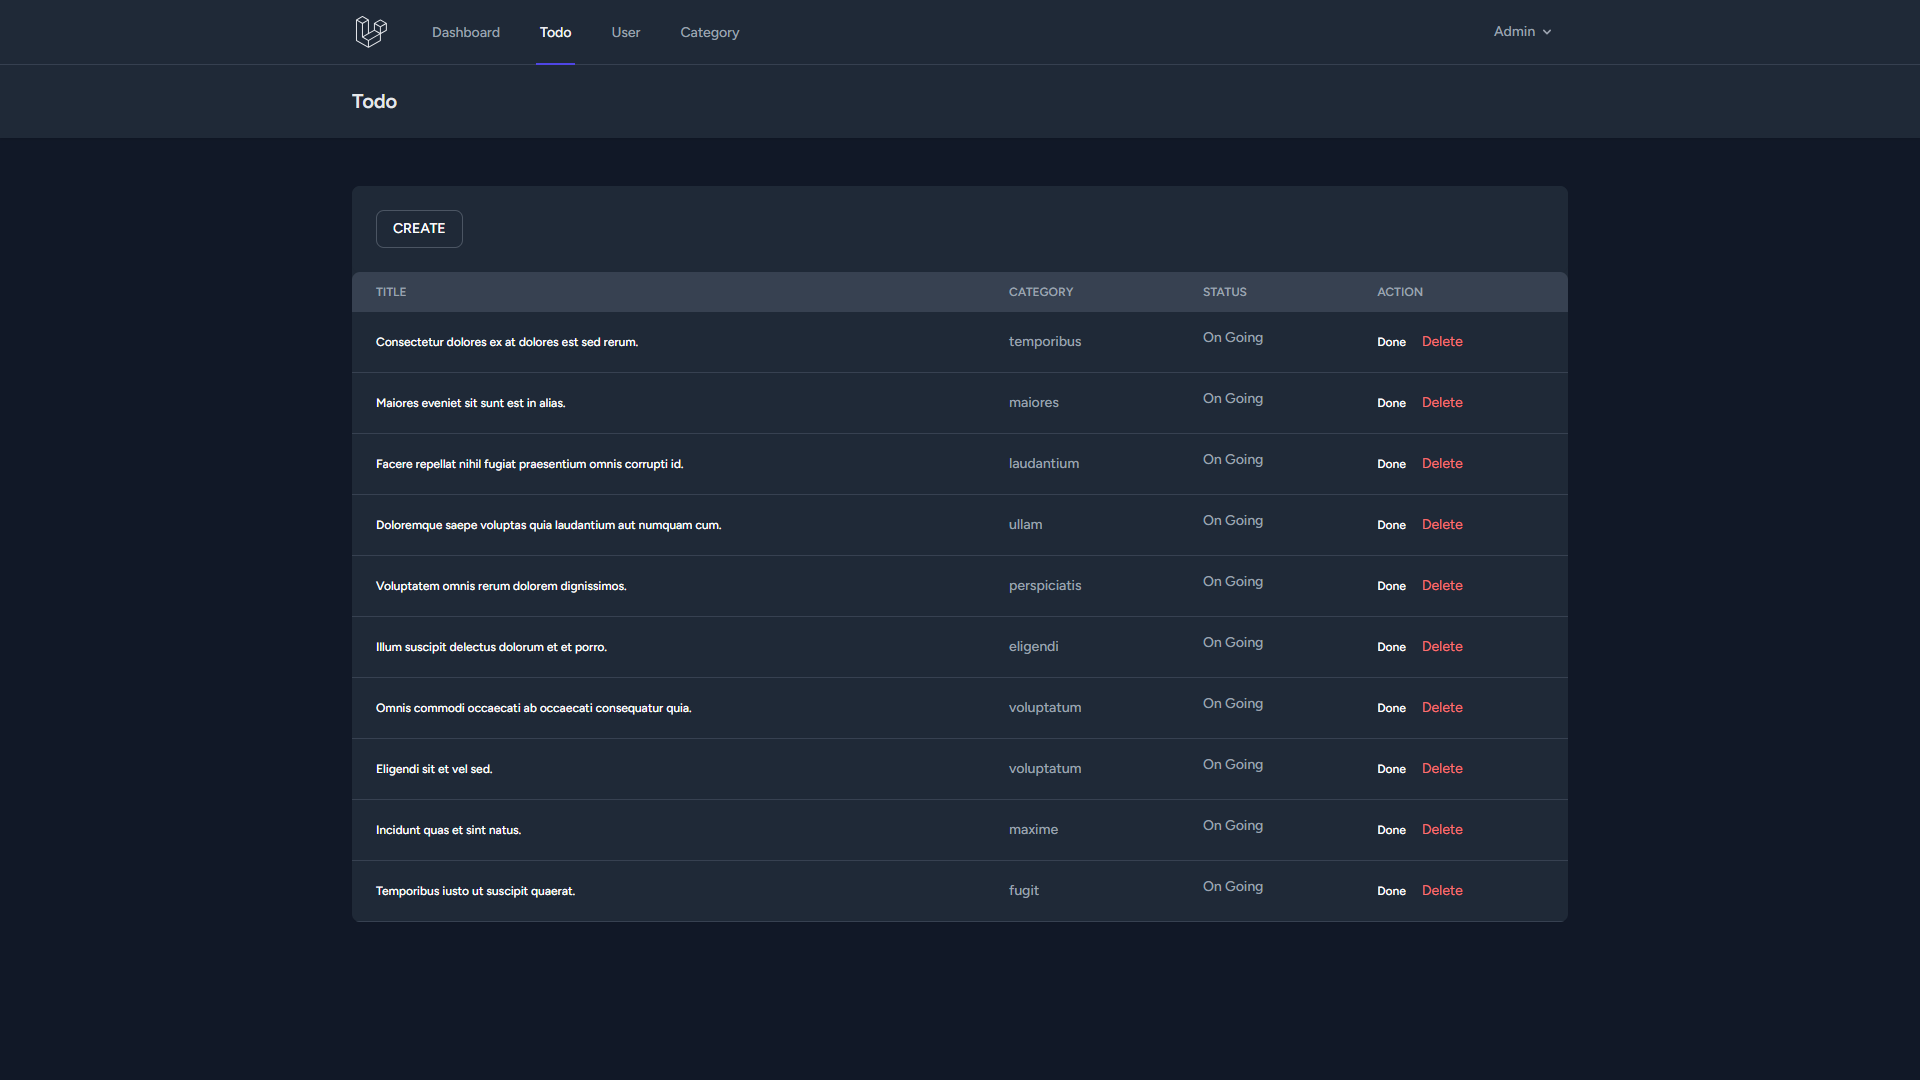 Dashboard Todo User Category Admin
Todo
CREATE
TITLE CATEGORY STATUS ACTION
Consectetur dolores ex at dolores est sed rerum. temporibus On Going Done Delete
Maiores eveniet sit sunt est in alias. maiores On Going Done Delete
Facere repellat nihil fugiat praesentium omnis corrupti id. laudantium On Going Done Delete
Doloremque saepe voluptas quia laudantium aut numquam cum. ullam On Going Done Delete
Voluptatem omnis rerum dolorem dignissimos. perspiciatis On Going Done Delete
Illum suscipit delectus dolorum et et porro. eligendi On Going Done Delete
Omnis commodi occaecati ab occaecati consequatur quia. voluptatum On Going Done Delete
Eligendi sit et vel sed. voluptatum On Going Done Delete
Incidunt quas et sint natus. maxime On Going Done Delete
Temporibus iusto ut suscipit quaerat. fugit On Going Done Delete